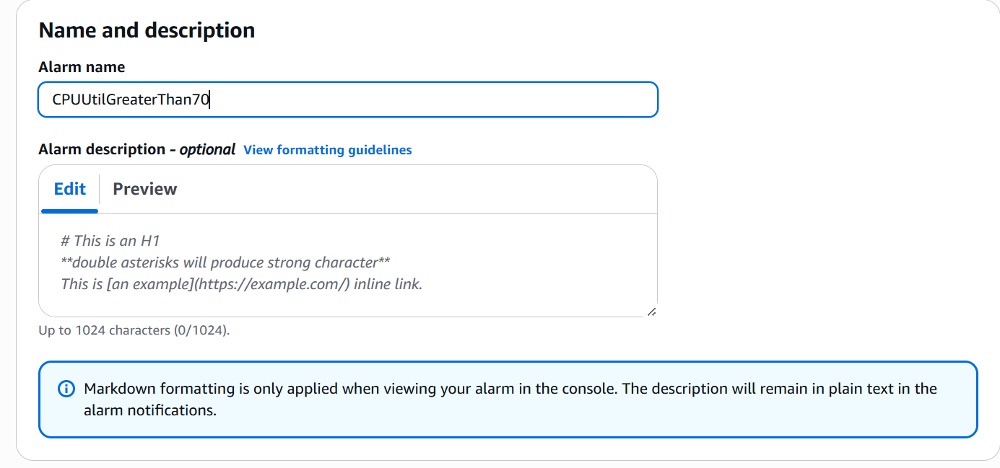 Name and description
Alarm name
CPUUtilGreaterThan70
Alarm description - optional View formatting guidelines
Edit Preview
# This is an H1
**double asterisks will produce strong character**
This is [an example](https://example.com/) inline link.
Up to 1024 characters (0/1024).
Markdown formatting is only applied when viewing your alarm in the console. The description will remain in plain text in the
alarm notifications.